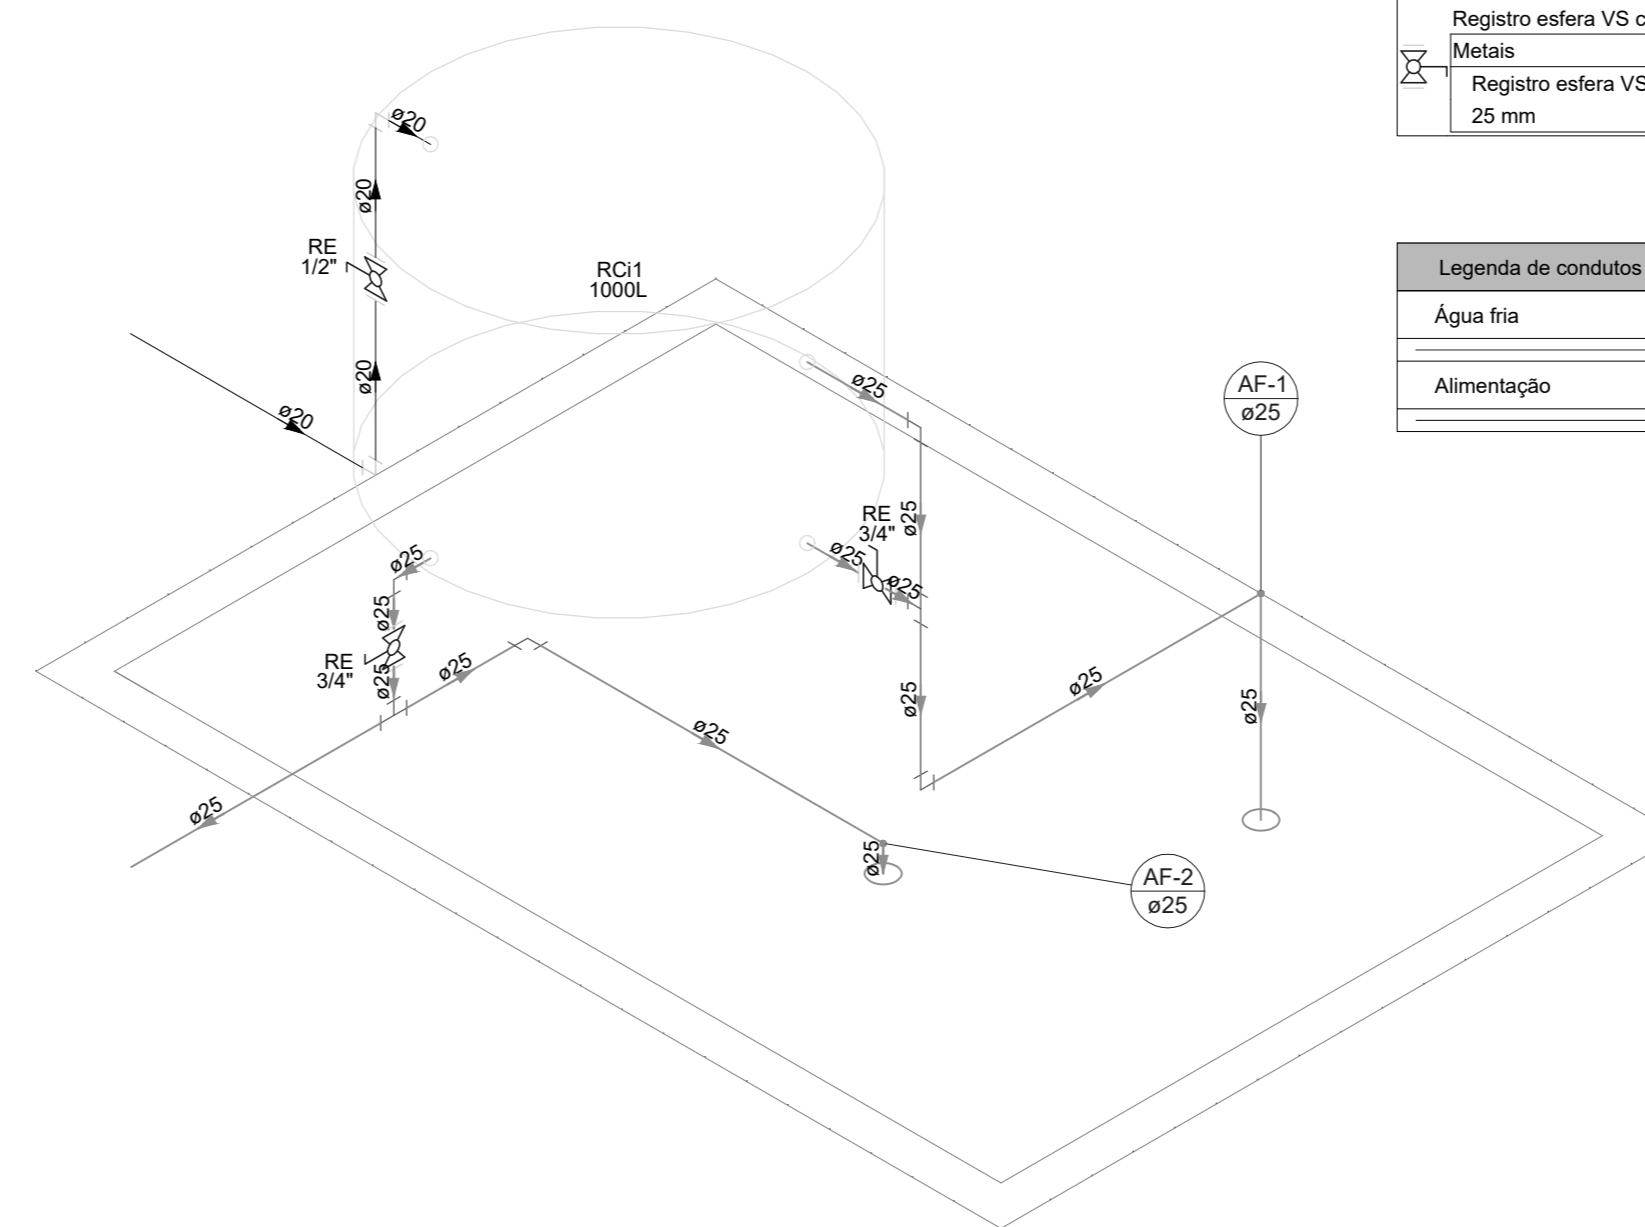 Registro esfera VS c
Metais
Registro esfera VS
25 mm
ø20
ø20
RE
1/2"
RCi1
1000L
Legenda de condutos
Água fria
Alimentação
ø20
ø20
ø25
AF-1
ø25
RE
3/4"
ø25
ø25
ø25
ø25
ø25
RE
3/4"
ø25
ø25
ø25
ø25
ø25
ø25
ø25
ø25
AF-2
ø25